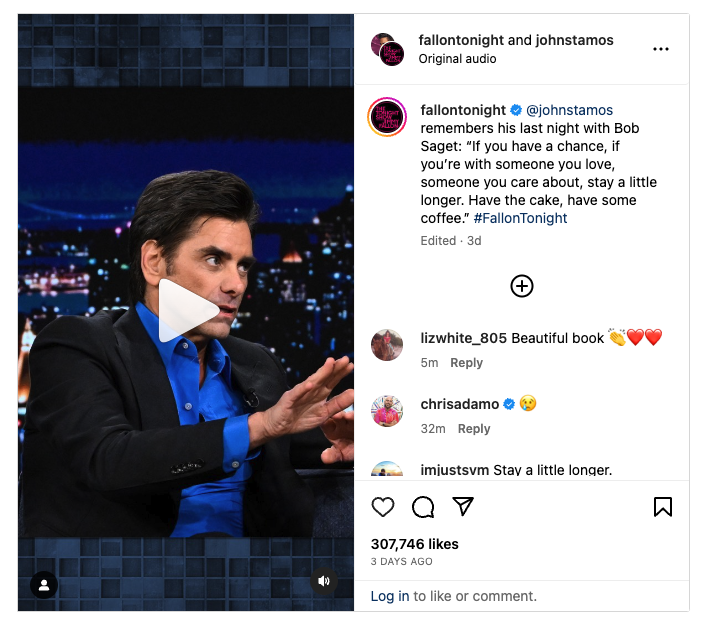 fallontonight and johnstamos
Original audio
fallontonight @johnstamos
remembers his last night with Bob
Saget: “If you have a chance, if
you’re with someone you love,
someone you care about, stay a little
longer. Have the cake, have some
coffee.” #FallonTonight
Edited · 3d
lizwhite_805 Beautiful book 👏❤️❤️
5m Reply
chrisadamo 😢
32m Reply
imjustsvm Stay a little longer.
307,746 likes
3 DAYS AGO
Log in to like or comment.